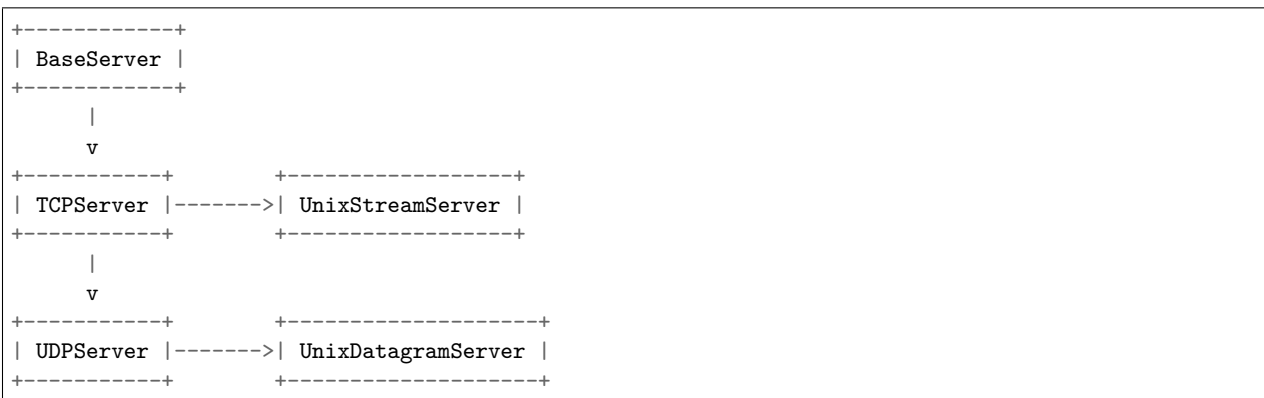 +------------+
| BaseServer |
+------------+
      |
      v
+-----------+        +------------------+
| TCPServer |------->| UnixStreamServer |
+-----------+        +------------------+
      |
      v
+-----------+        +--------------------+
| UDPServer |------->| UnixDatagramServer |
+-----------+        +--------------------+